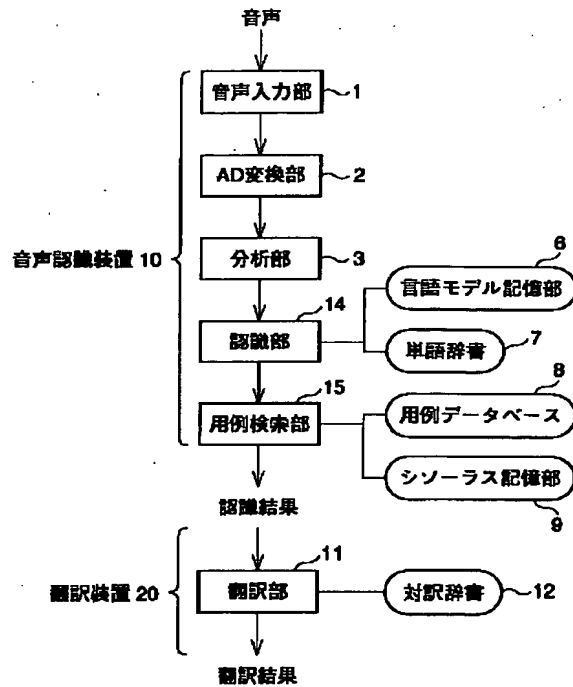 音声
音声入力部 1
AD変換部 2
音声認識装置 10
分析部 3
6
言語モデル記憶部
14
認識部
7
単語辞書
15
8
用例検索部
用例データベース
シソーラス記憶部
9
認識結果
11
翻訳装置 20
翻訳部
対訳辞書 12
翻訳結果